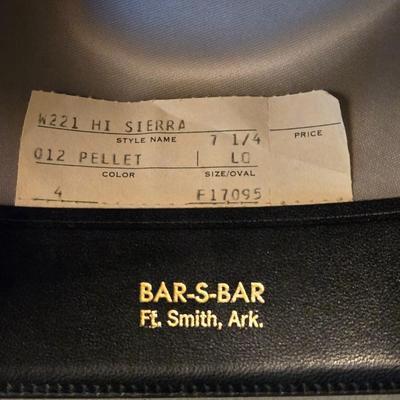 W221 HI SIERRA
STYLE NAME 7 1/4 PRICE
012 PELLET LO
COLOR SIZE/OVAL
4 F17095
BAR-S-BAR
Ft. Smith, Ark.